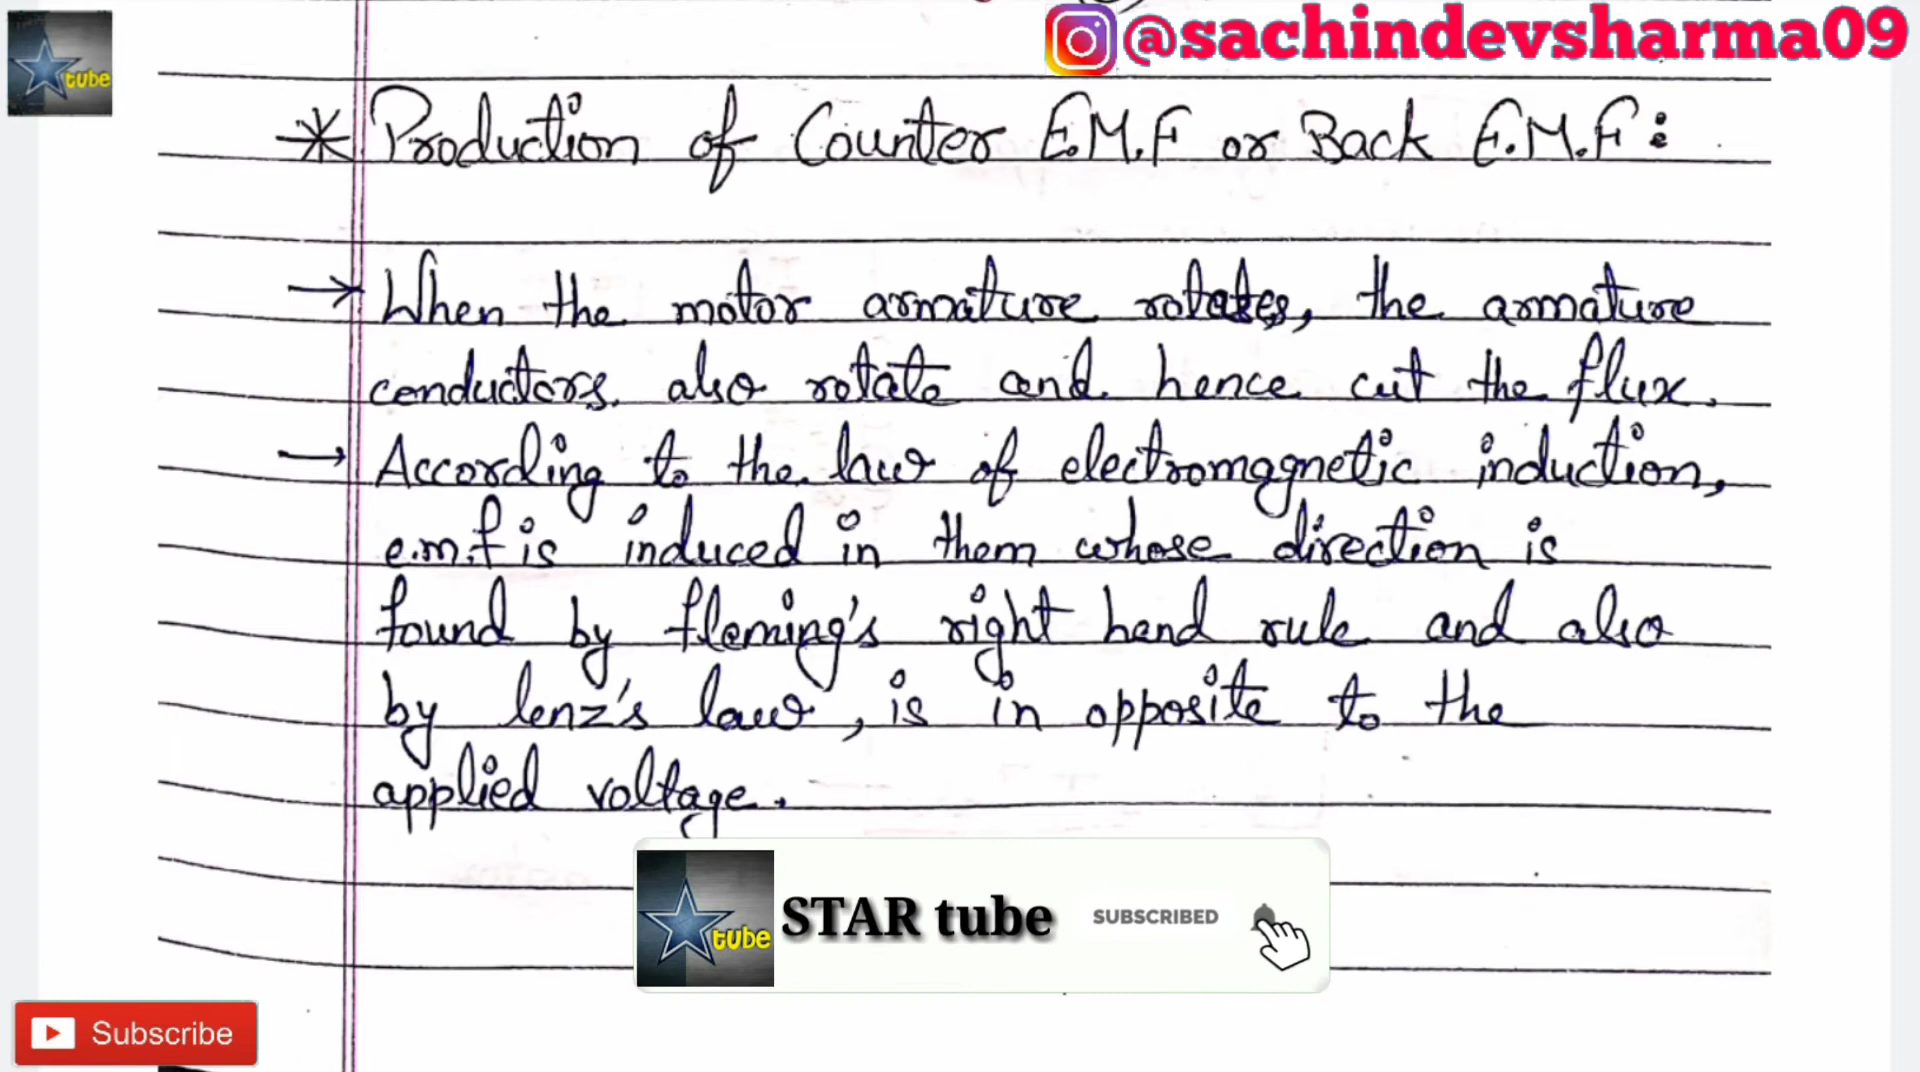 @sachindevsharma09
tube
* Production of Counter E.M.F or Back E.M.F:
→ When the motor armature rotates, the armature
conductors. also rotate and. hence cut the flux.
→ According to the law of electromagnetic induction,
e.m.f is induced in them whose direction is
found by fleming's right hand rule and also
by lenz's law, is in opposite to the
applied voltage.
tube STAR tube SUBSCRIBED
Subscribe